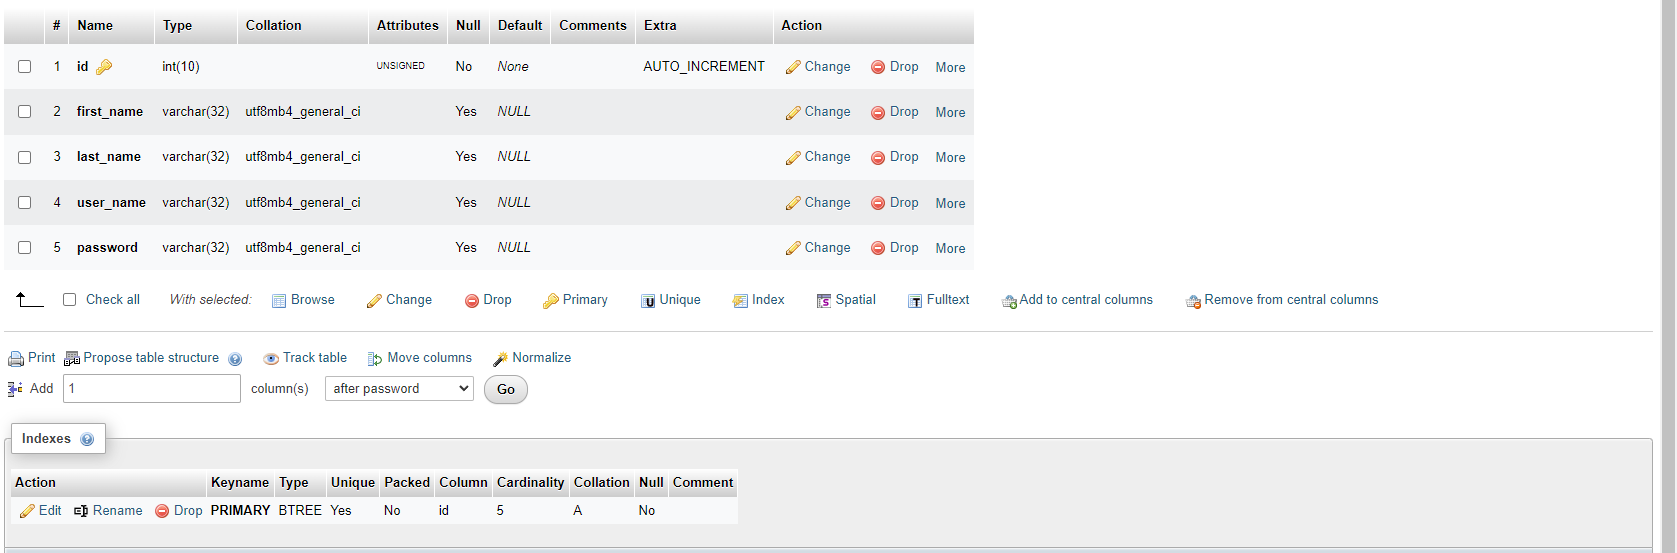 # Name Type Collation Attributes Null Default Comments Extra Action
1 id int(10) UNSIGNED No None AUTO_INCREMENT Change Drop More
2 first_name varchar(32) utf8mb4_general_ci Yes NULL Change Drop More
3 last_name varchar(32) utf8mb4_general_ci Yes NULL Change Drop More
4 user_name varchar(32) utf8mb4_general_ci Yes NULL Change Drop More
5 password varchar(32) utf8mb4_general_ci Yes NULL Change Drop More
Check all With selected: Browse Change Drop Primary Unique Index Spatial Fulltext Add to central columns Remove from central columns
Print Propose table structure Track table Move columns Normalize
Add 1 column(s) after password Go
Indexes
Action Keyname Type Unique Packed Column Cardinality Collation Null Comment
Edit Rename Drop PRIMARY BTREE Yes No id 5 A No